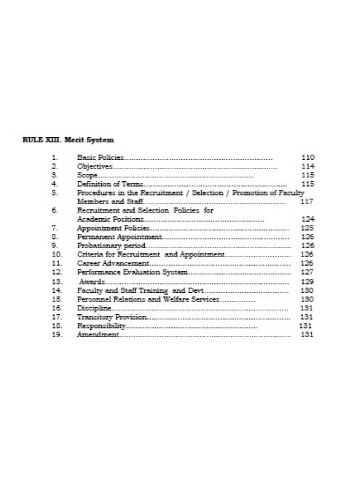 RULE XIII. Merit System
1. Basic Policies.................................................................... 110
2. Objectives........................................................................... 114
3. Scope....................................................................... 115
4. Definition of Terms................................................................. 115
5. Procedures in the Recruitment / Selection / Promotion of Faculty
Members and Staff................................................................. 117
6. Recruitment and Selection Policies for
Academic Positions....................................................... 124
7. Appointment Policies............................................................... 125
8. Permanent Appointment.......................................................... 126
9. Probationary period.................................................................. 126
10. Criteria for Recruitment and Appointment.............................. 126
11. Career Advancement................................................................ 126
12. Performance Evaluation System............................................... 127
13. Awards.................................................................................... 129
14. Faculty and Staff Training and Devt....................................... 130
15. Personnel Relations and Welfare Services................ 130
16. Discipline................................................................................. 131
17. Transitory Provision................................................................. 131
18. Responsibility............................................................ 131
19. Amendment.............................................................................. 131